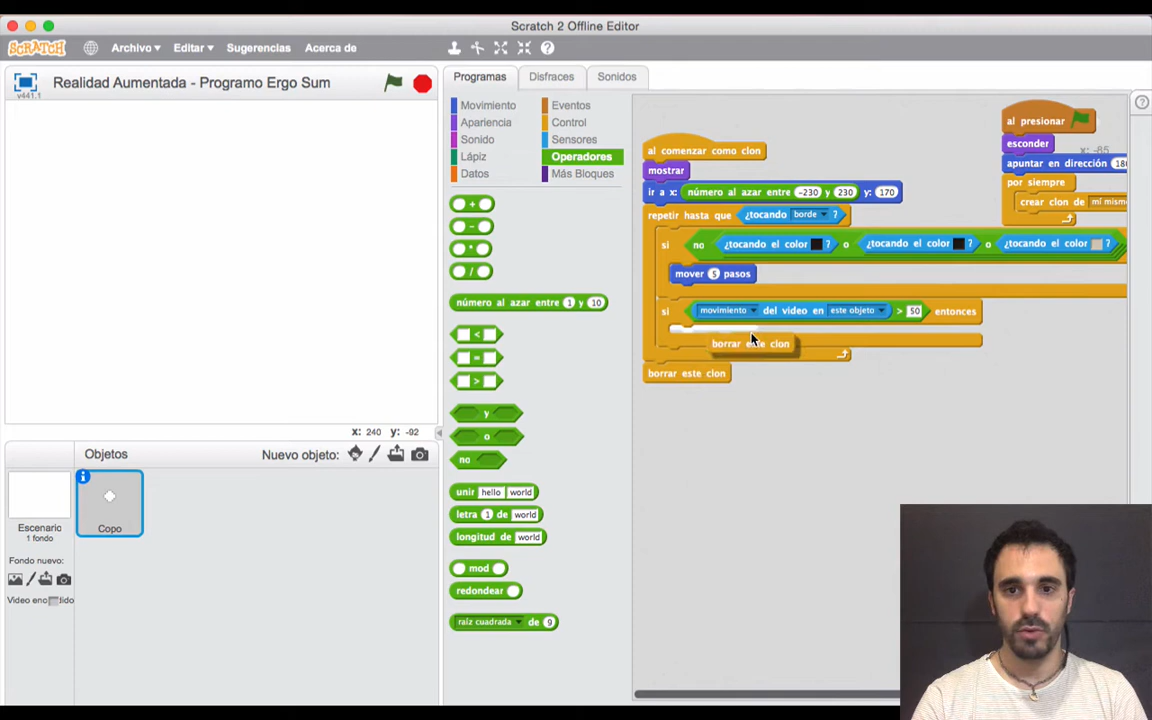 Scratch 2 Offline Editor
SCRATCH Archivo Editar Sugerencias Acerca de
Realidad Aumentada - Programo Ergo Sum
v441.1
Programas Disfraces Sonidos
Movimiento Eventos
Apariencia Control
Sonido Sensores
Lápiz Operadores
Datos Más Bloques
+
-
*
/
número al azar entre 1 y 10
<
=
>
y
o
no
unir hello world
letra 1 de world
longitud de world
mod
redondear
raíz cuadrada de 9
al comenzar como clon
mostrar
ir a x: número al azar entre -230 y 230 y: 170
repetir hasta que ¿tocando borde ?
si no ¿tocando el color ? o ¿tocando el color ? o ¿tocando el color ?
mover 5 pasos
si movimiento del video en este objeto > 50 entonces
borrar este clon
borrar este clon
al presionar
x: -85
esconder
apuntar en dirección 180
por siempre
crear clon de mí mismo
x: 240 y: -92
Objetos Nuevo objeto:
Escenario
1 fondo
Copo
Fondo nuevo: